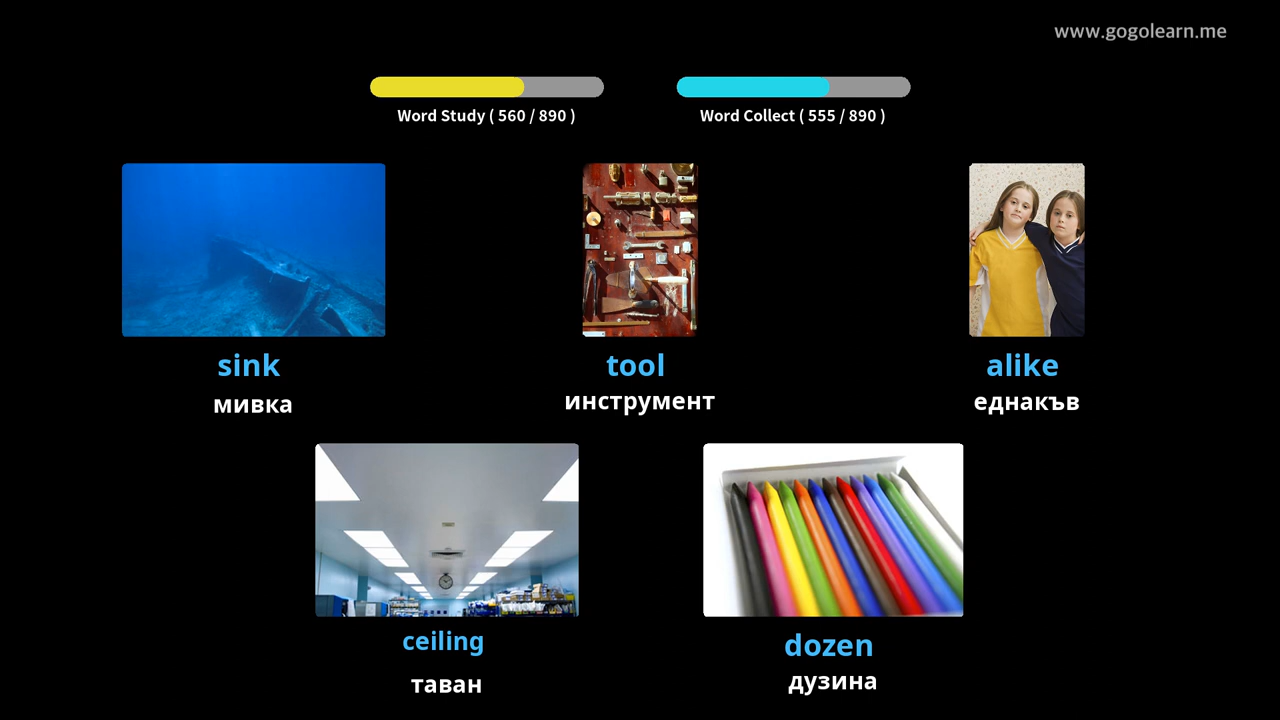 www.gogolearn.me
Word Study ( 560 / 890 )
Word Collect ( 555 / 890 )
sink
мивка
tool
инструмент
alike
еднакъв
ceiling
таван
dozen
дузина